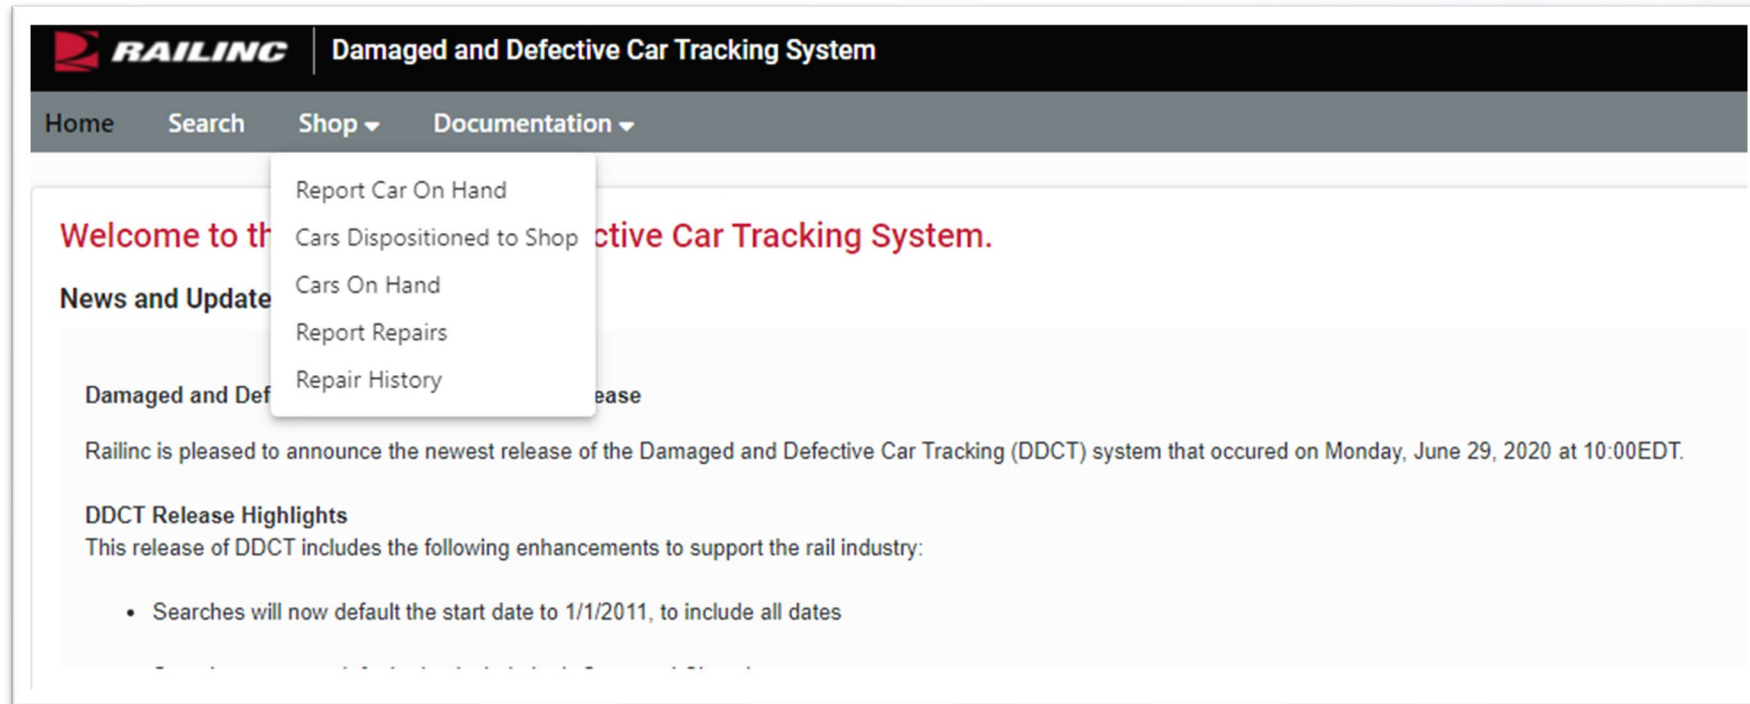 RAILINC Damaged and Defective Car Tracking System
Home Search Shop Documentation
Report Car On Hand
Cars Dispositioned to Shop
Cars On Hand
Report Repairs
Repair History
Welcome to th ctive Car Tracking System.
News and Update
Damaged and Def ease
Railinc is pleased to announce the newest release of the Damaged and Defective Car Tracking (DDCT) system that occured on Monday, June 29, 2020 at 10:00EDT.
DDCT Release Highlights
This release of DDCT includes the following enhancements to support the rail industry:
• Searches will now default the start date to 1/1/2011, to include all dates